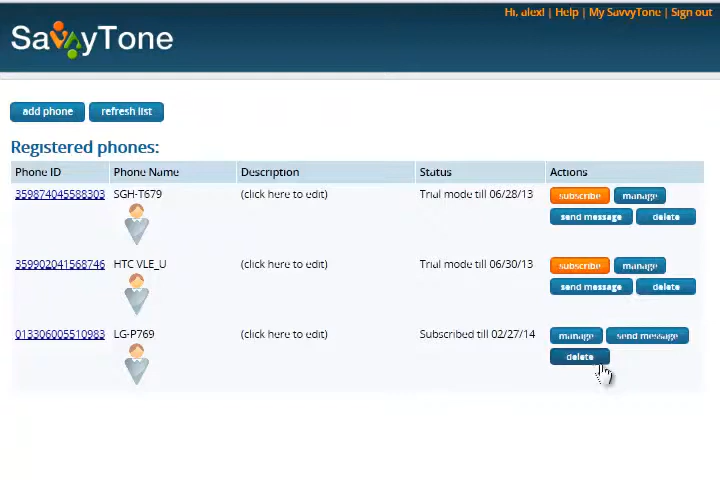 Hi, alex! | Help | My SavvyTone | Sign out
SavvyTone
add phone refresh list
Registered phones:
Phone ID Phone Name Description Status Actions
359874045588303 SGH-T679 (click here to edit) Trial mode till 06/28/13 subscribe manage
send message delete
359902041568746 HTC VLE_U (click here to edit) Trial mode till 06/30/13 subscribe manage
send message delete
013306005510983 LG-P769 (click here to edit) Subscribed till 02/27/14 manage send message
delete